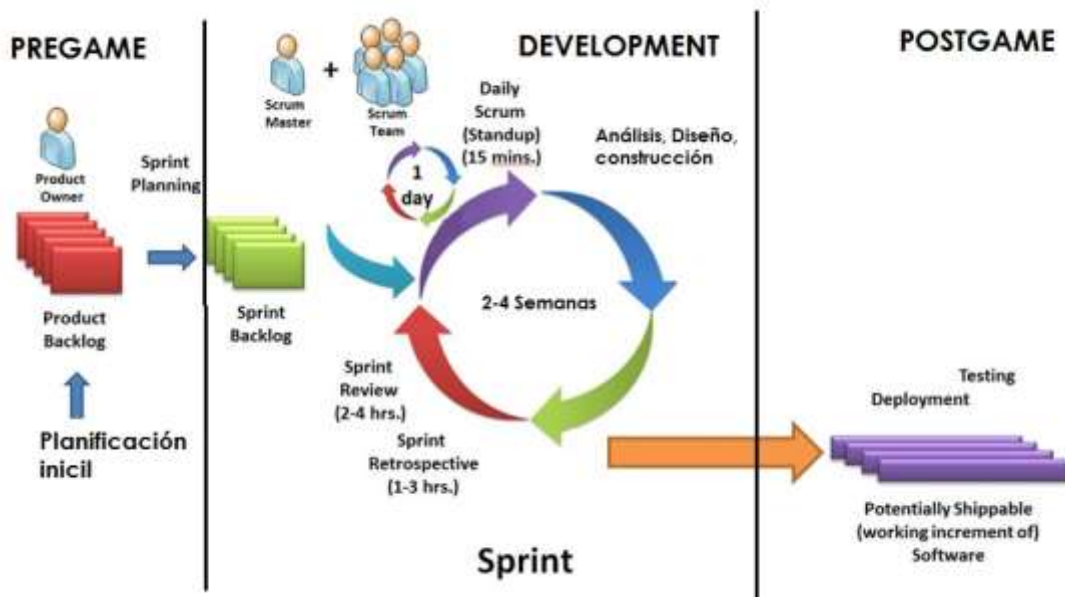 PREGAME
Product
Owner
Sprint
Planning
Product
Backlog
Planificación
inicil
DEVELOPMENT
Scrum
Master
+
Scrum
Team
1
day
Daily
Scrum
(Standup)
(15 mins.)
Análisis, Diseño,
construcción
Sprint
Backlog
2-4 Semanas
Sprint
Review
(2-4 hrs.)
Sprint
Retrospective
(1-3 hrs.)
Sprint
POSTGAME
Testing
Deployment
Potentially Shippable
(working increment of)
Software